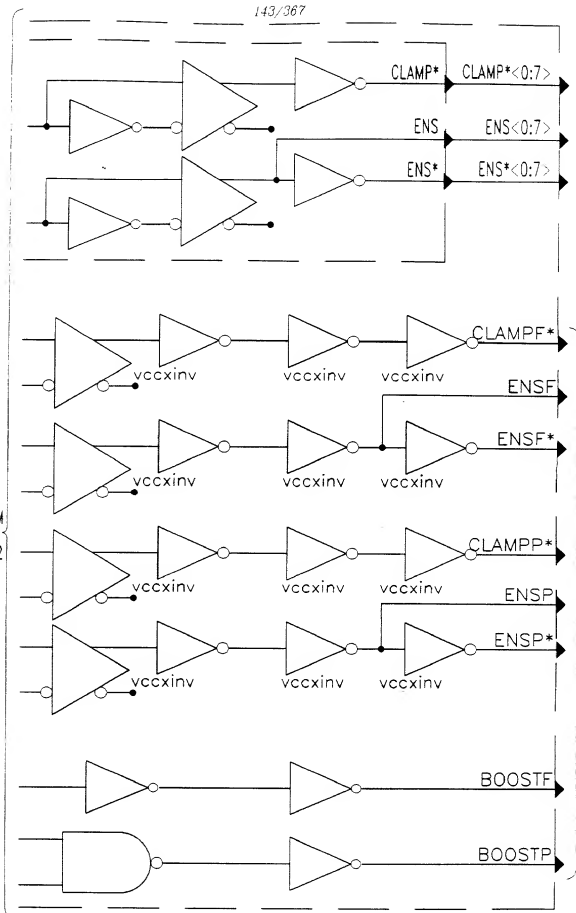 143/367
CLAMP* CLAMP*<0:7>
ENS ENS<0:7>
ENS* ENS*<0:7>
CLAMPF*
vccxinv vccxinv vccxinv
ENSF
ENSF*
vccxinv vccxinv vccxinv
CLAMPP*
vccxinv vccxinv vccxinv
ENSP
ENSP*
vccxinv vccxinv vccxinv
BOOSTF
BOOSTP